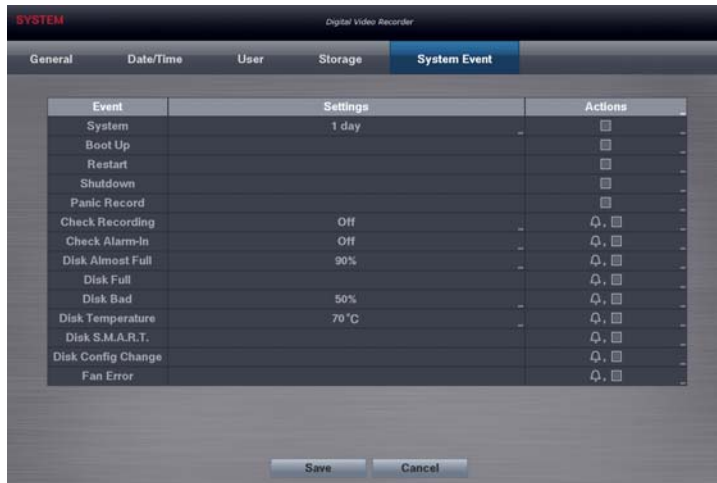 SYSTEM Digital Video Recorder
General Date/Time User Storage System Event
Event Settings Actions
System 1 day
Boot Up
Restart
Shutdown
Panic Record
Check Recording Off
Check Alarm-In Off
Disk Almost Full 90%
Disk Full
Disk Bad 50%
Disk Temperature 70°C
Disk S.M.A.R.T.
Disk Config Change
Fan Error
Save Cancel